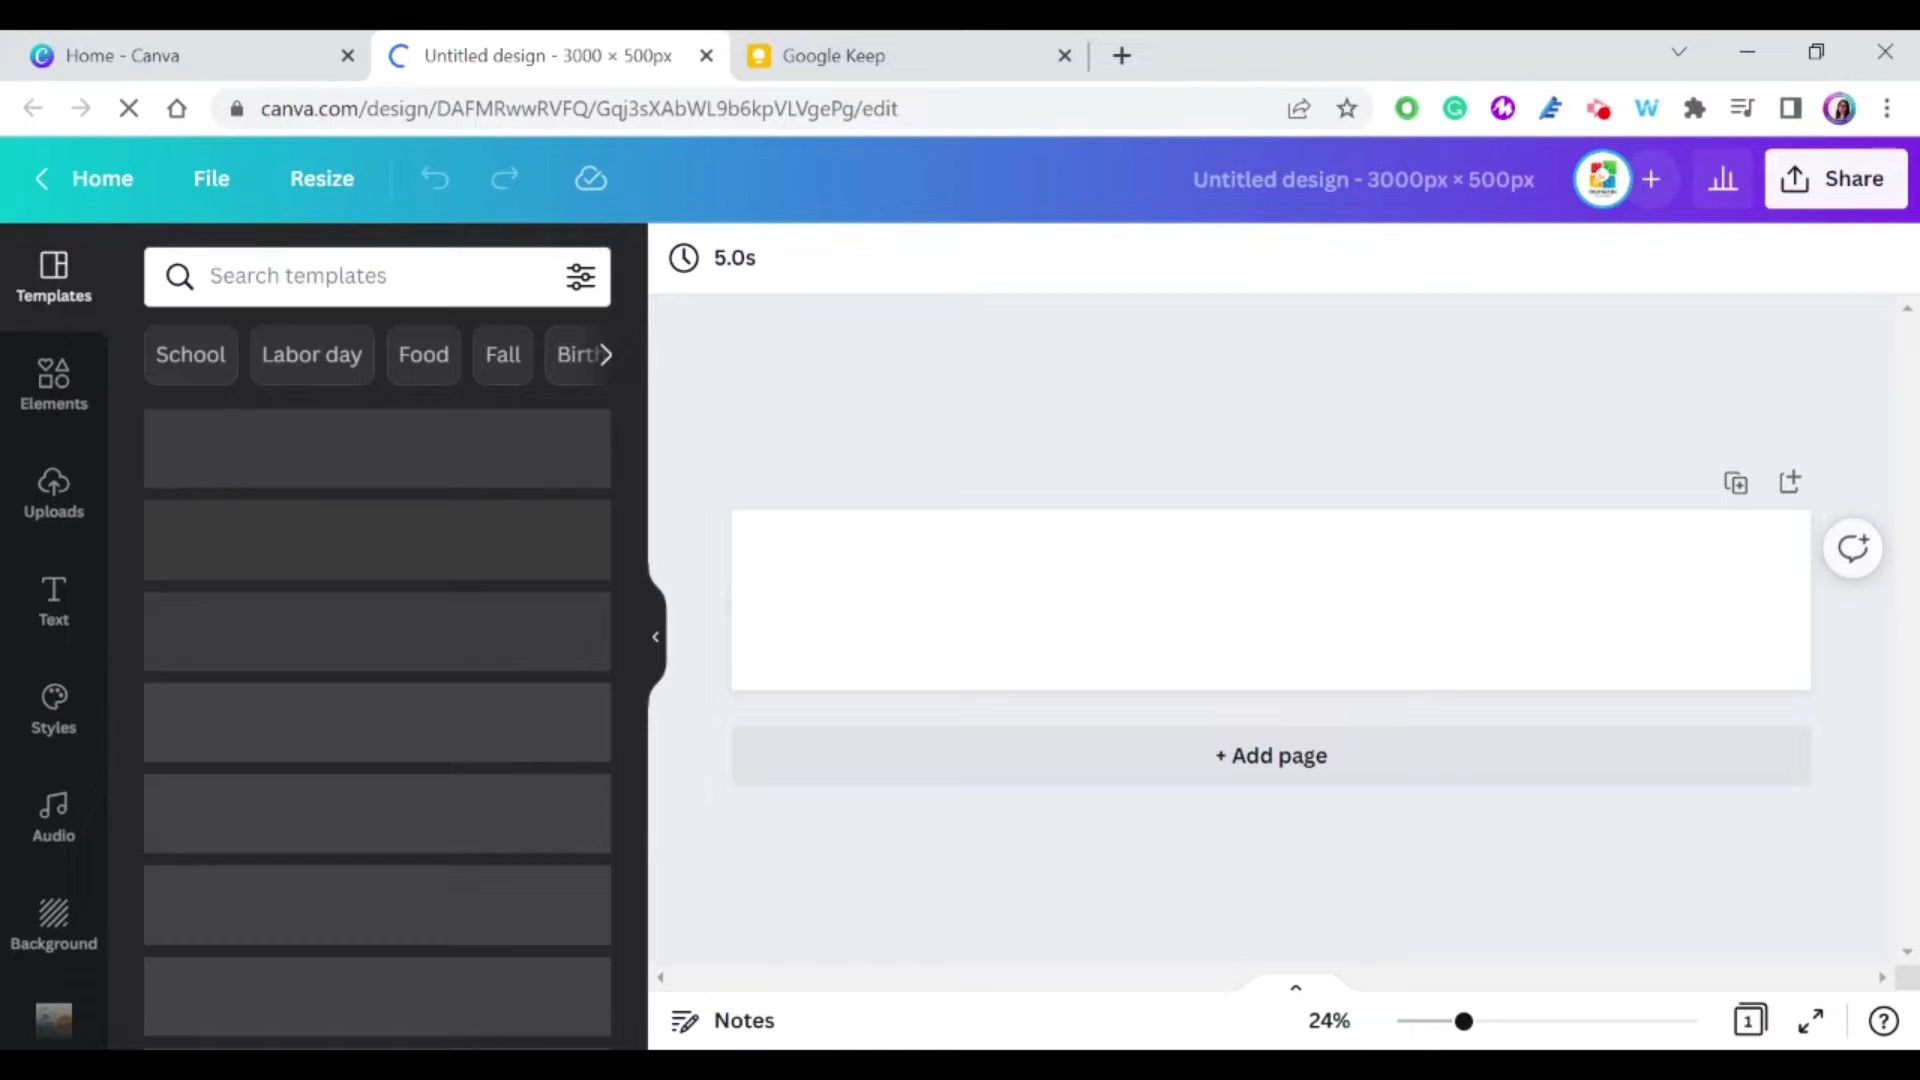 Home - Canva
Untitled design - 3000 × 500px
Google Keep
canva.com/design/DAFMRwwRVFQ/Gqj3sXAbWL9b6kpVLVgePg/edit
Home
File
Resize
Untitled design - 3000px × 500px
Share
Templates
Search templates
5.0s
School
Labor day
Food
Fall
Birth
Elements
Uploads
Text
Styles
Audio
Background
+ Add page
Notes
24%
1